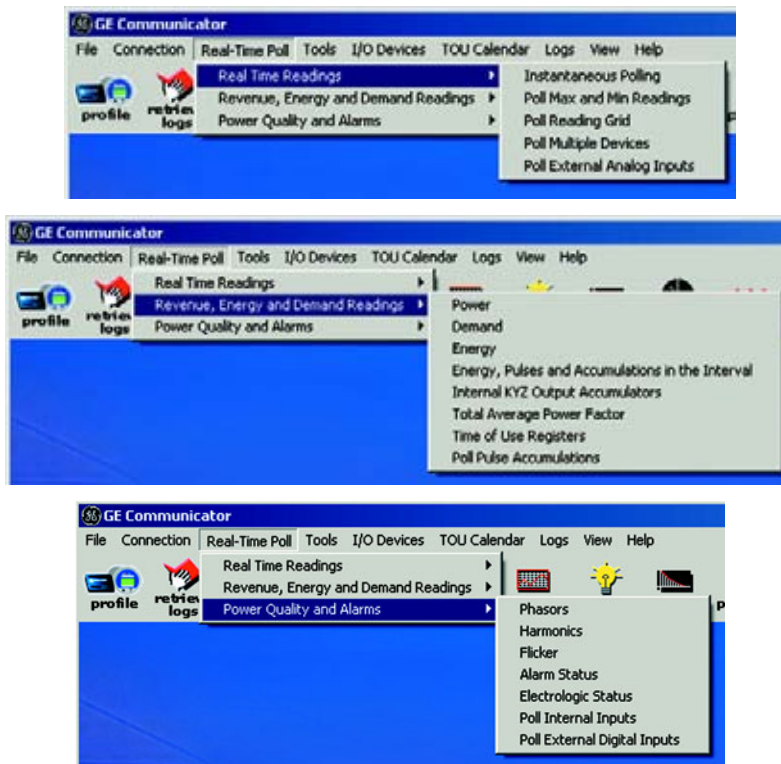 GE Communicator
File Connection Real-Time Poll Tools I/O Devices TOU Calendar Logs View Help
Real Time Readings
Revenue, Energy and Demand Readings
Power Quality and Alarms
profile
logs
Instantaneous Polling
Poll Max and Min Readings
Poll Reading Grid
Poll Multiple Devices
Poll External Analog Inputs
GE Communicator
File Connection Real-Time Poll Tools I/O Devices TOU Calendar Logs View Help
Real Time Readings
Revenue, Energy and Demand Readings
Power Quality and Alarms
profile
logs
Power
Demand
Energy
Energy, Pulses and Accumulations in the Interval
Internal KYZ Output Accumulators
Total Average Power Factor
Time of Use Registers
Poll Pulse Accumulations
GE Communicator
File Connection Real-Time Poll Tools I/O Devices TOU Calendar Logs View Help
Real Time Readings
Revenue, Energy and Demand Readings
Power Quality and Alarms
profile
logs
Phasors
Harmonics
Flicker
Alarm Status
Electrologic Status
Poll Internal Inputs
Poll External Digital Inputs